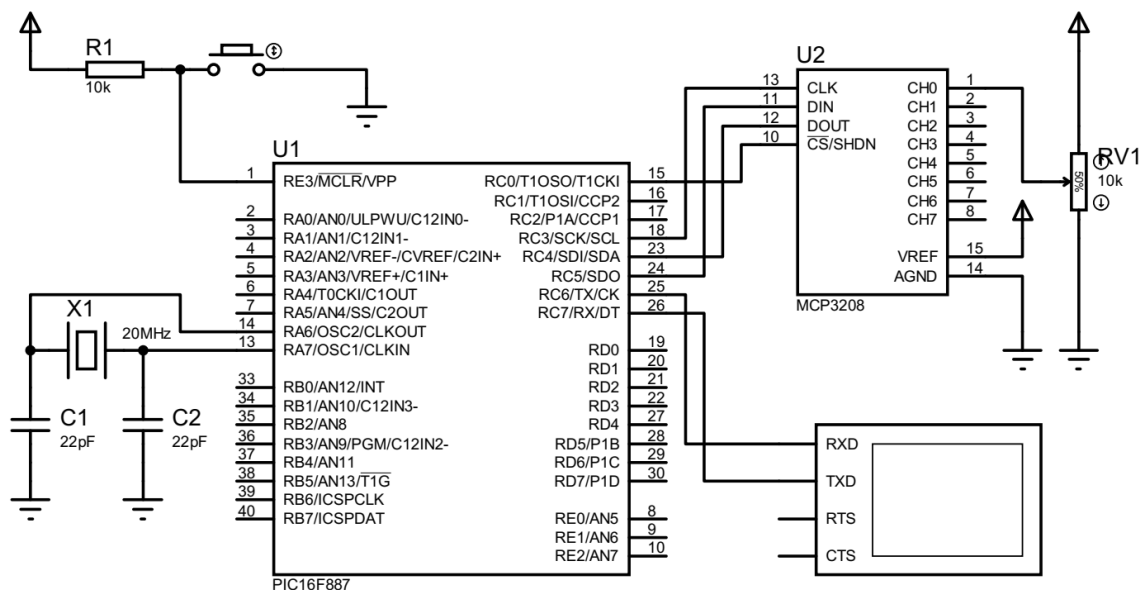 R1
10k
U1
1 RE3/MCLR/VPP
2 RA0/AN0/ULPWU/C12IN0-
3 RA1/AN1/C12IN1-
4 RA2/AN2/VREF-/CVREF/C2IN+
5 RA3/AN3/VREF+/C1IN+
6 RA4/T0CKI/C1OUT
7 RA5/AN4/SS/C2OUT
14 RA6/OSC2/CLKOUT
13 RA7/OSC1/CLKIN
33 RB0/AN12/INT
34 RB1/AN10/C12IN3-
35 RB2/AN8
36 RB3/AN9/PGM/C12IN2-
37 RB4/AN11
38 RB5/AN13/T1G
39 RB6/ICSPCLK
40 RB7/ICSPDAT
RC0/T1OSO/T1CKI 15
RC1/T1OSI/CCP2 16
RC2/P1A/CCP1 17
RC3/SCK/SCL 18
RC4/SDI/SDA 23
RC5/SDO 24
RC6/TX/CK 25
RC7/RX/DT 26
RD0 19
RD1 20
RD2 21
RD3 22
RD4 27
RD5/P1B 28
RD6/P1C 29
RD7/P1D 30
RE0/AN5 8
RE1/AN6 9
RE2/AN7 10
PIC16F887
X1
20MHz
C1
22pF
C2
22pF
U2
13 CLK
11 DIN
12 DOUT
10 CS/SHDN
CH0 1
CH1 2
CH2 3
CH3 4
CH4 5
CH5 6
CH6 7
CH7 8
VREF 15
AGND 14
MCP3208
RV1
10k
50%
RXD
TXD
RTS
CTS